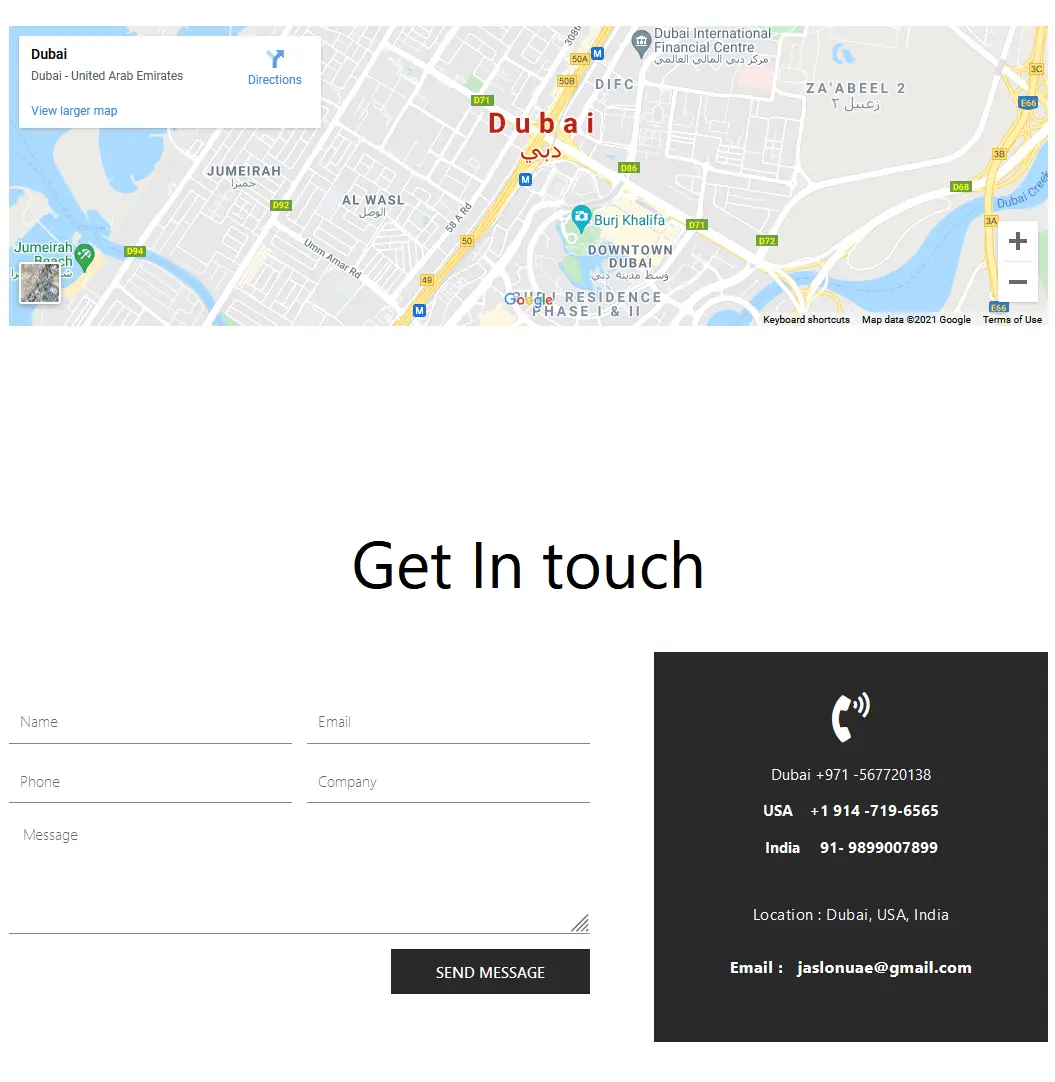 Dubai
Dubai - United Arab Emirates
Directions
View larger map
Dubai International
Financial Centre
مركز دبي المالي العالمي
308th
50A
M
50B
DIFC
ZA'ABEEL 2
زعبيل ٢
3C
E66
D71
Dubai
دبي
3B
M
D86
JUMEIRAH
جميرا
D68
Dubai Creek
AL WASL
الوصل
D92
58 A Rd
Burj Khalifa
D71
3A
Umm Amar Rd
50
D72
Jumeirah
Beach
D94
DOWNTOWN
DUBAI
وسط مدينة دبي
49
Google
RESIDENCE
PHASE I & II
M
E66
Keyboard shortcuts
Map data ©2021 Google
Terms of Use
Get In touch
Name
Email
Phone
Company
Message
SEND MESSAGE
Dubai +971 -567720138
USA +1 914 -719-6565
India 91- 9899007899
Location : Dubai, USA, India
Email : jaslonuae@gmail.com